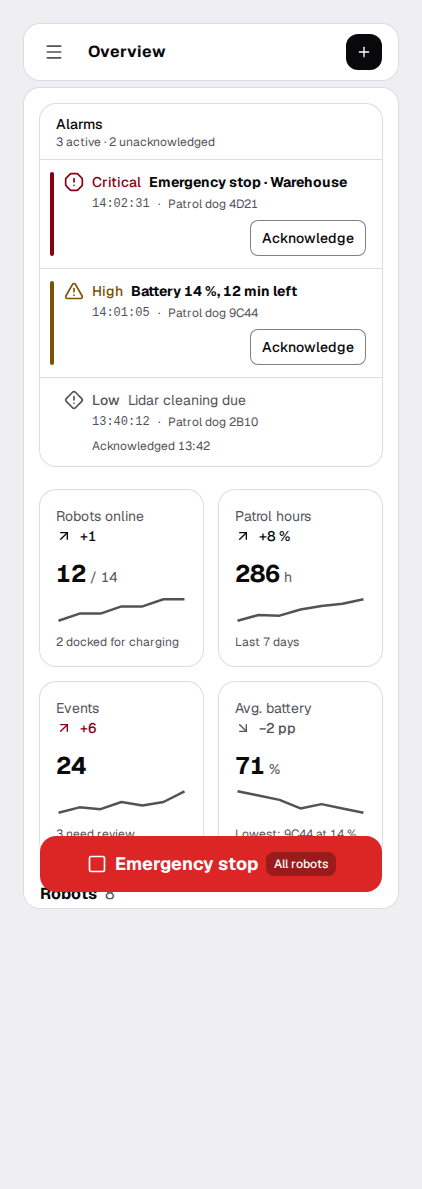 Overview
Alarms
3 active · 2 unacknowledged
Critical Emergency stop · Warehouse
14:02:31 · Patrol dog 4D21
Acknowledge
High Battery 14 %, 12 min left
14:01:05 · Patrol dog 9C44
Acknowledge
Low Lidar cleaning due
13:40:12 · Patrol dog 2B10
Acknowledged 13:42
Robots online
+1
12 / 14
2 docked for charging
Patrol hours
+8 %
286 h
Last 7 days
Events
+6
24
3 need review
Avg. battery
−2 pp
71 %
Lowest: 9C44 at 14 %
Emergency stop All robots
Robots 8